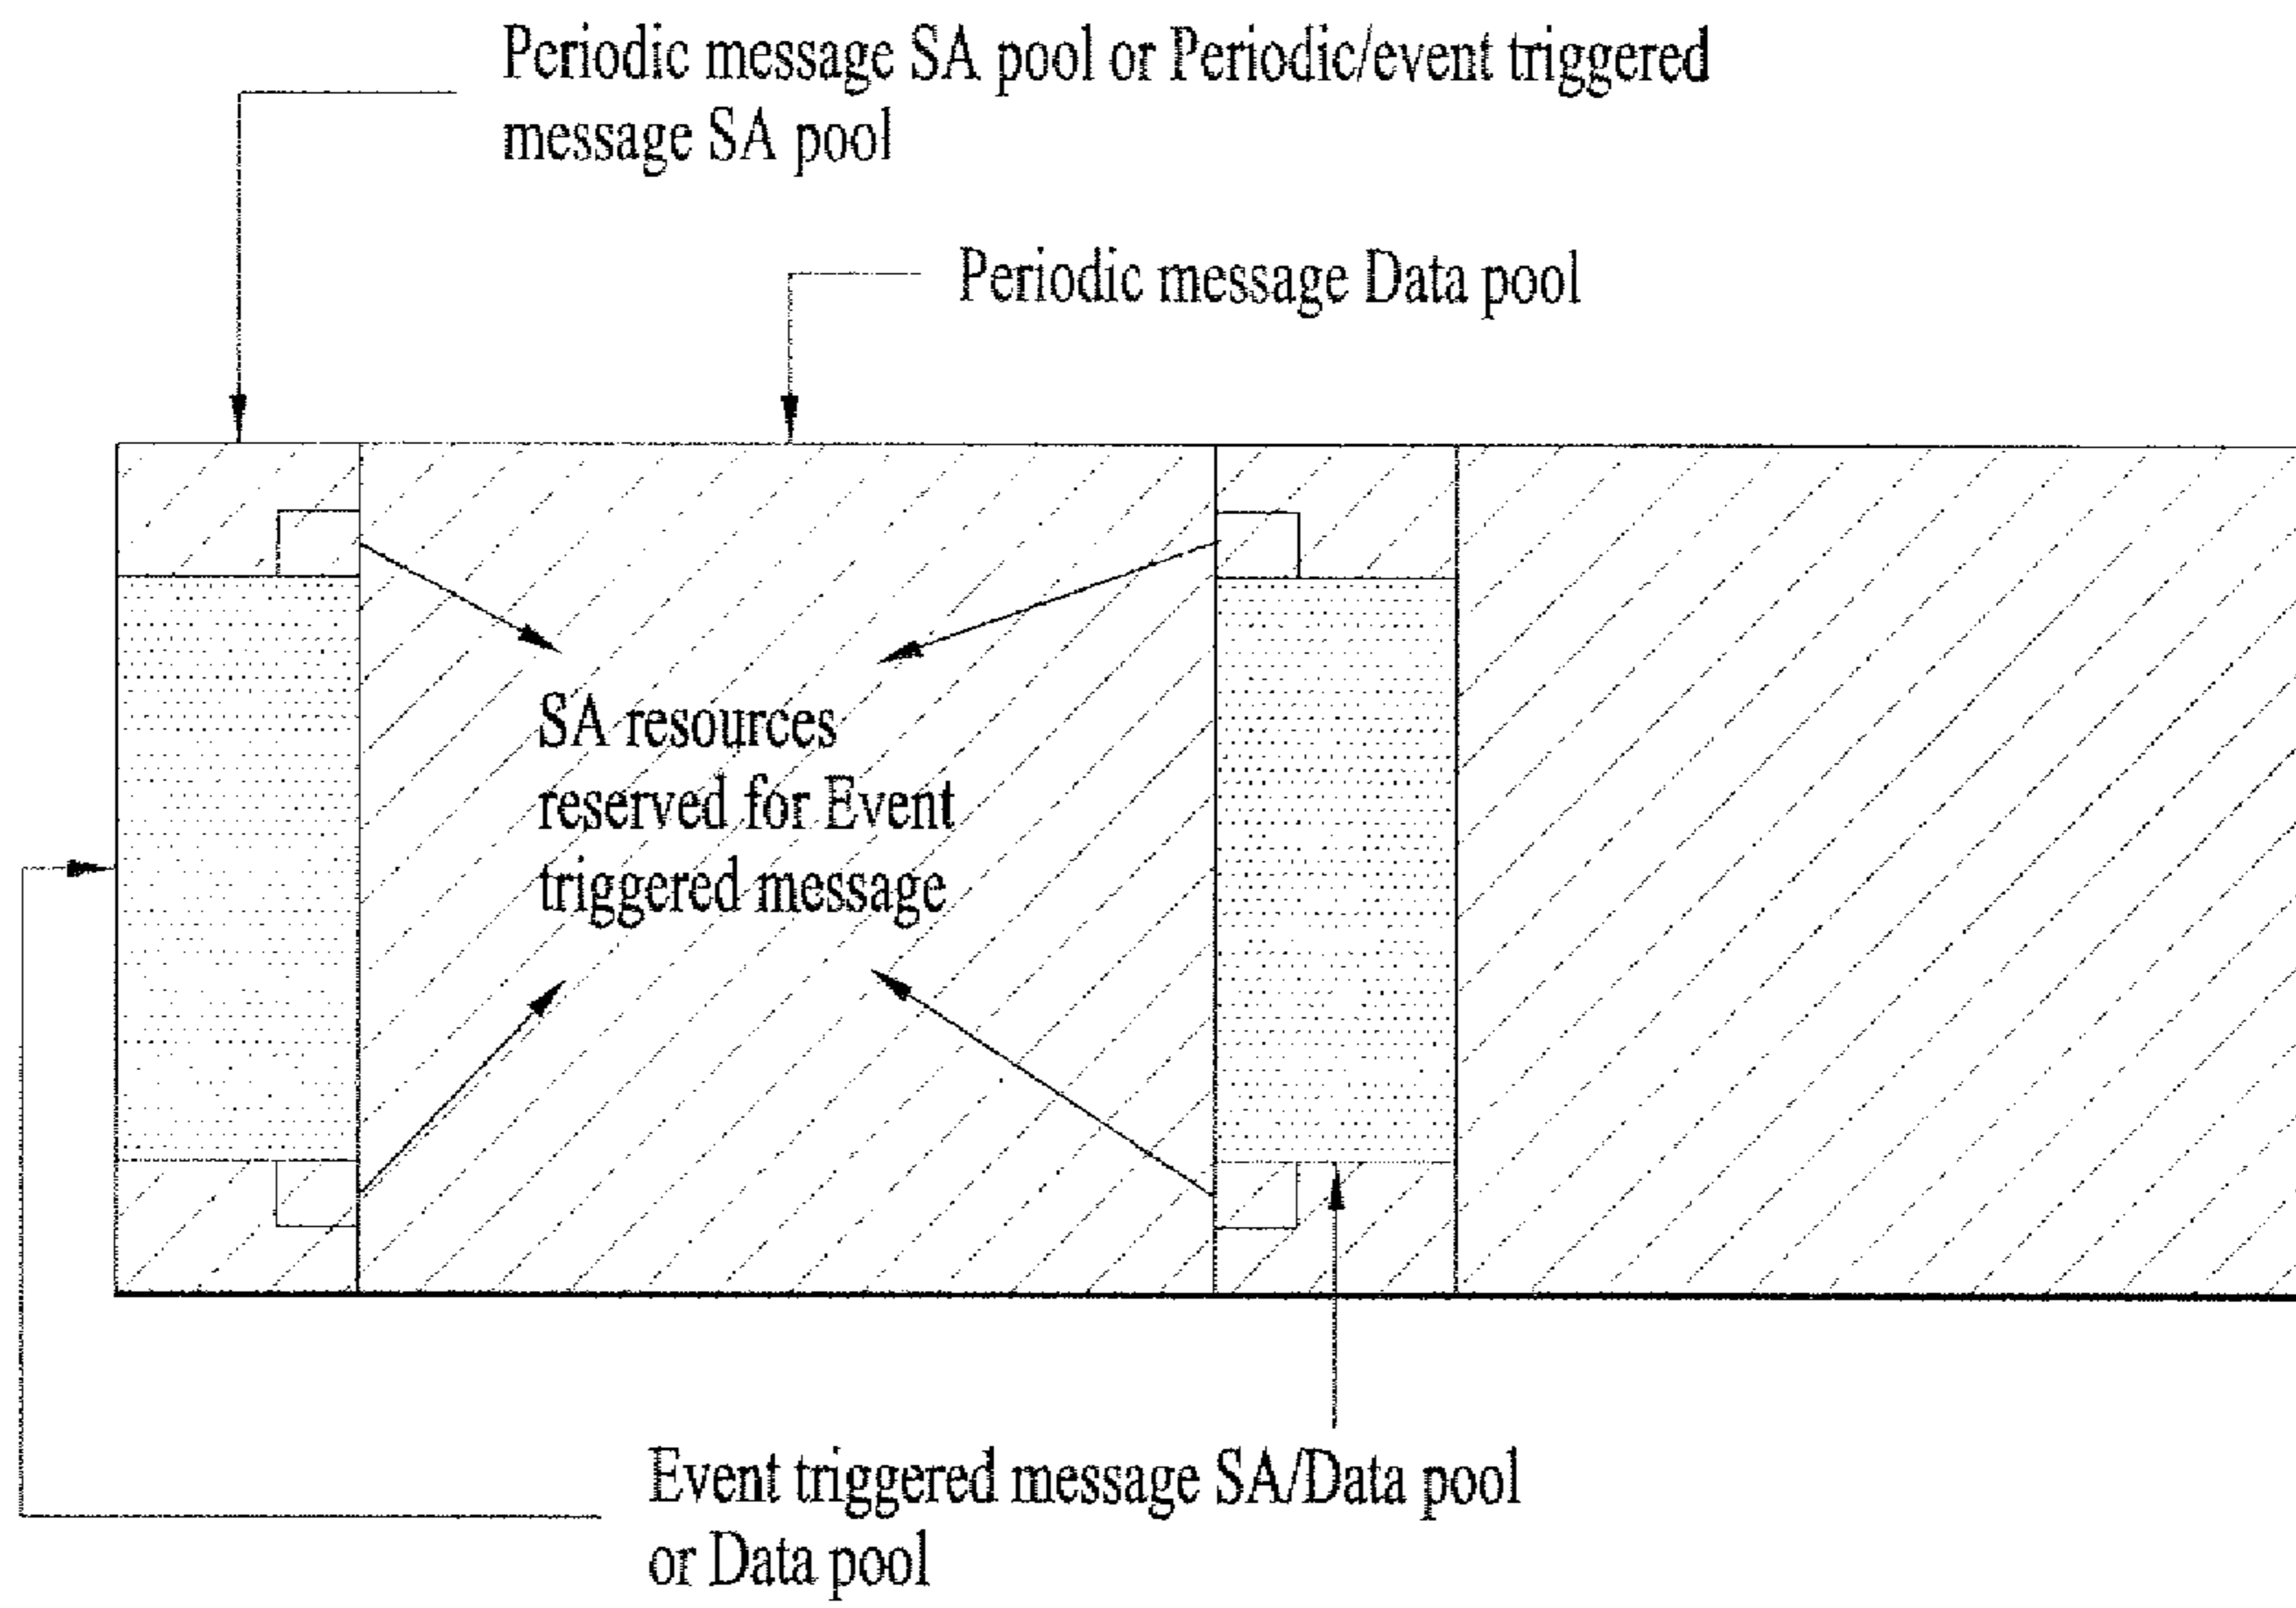 Periodic message SA pool or Periodic/event triggered
message SA pool
Periodic message Data pool
SA resources
reserved for Event
triggered message
Event triggered message SA/Data pool
or Data pool